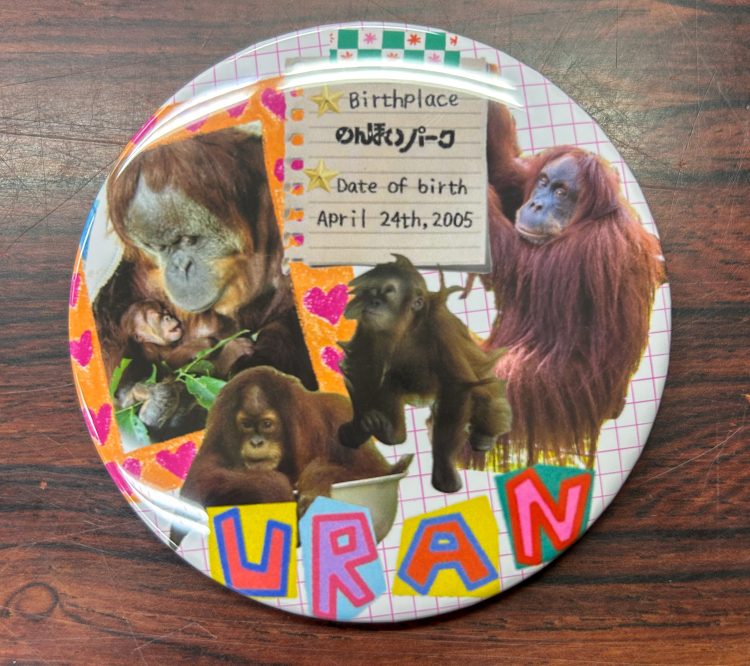 Birthplace
のんほいパーク
Date of birth
April 24th, 2005
URAN